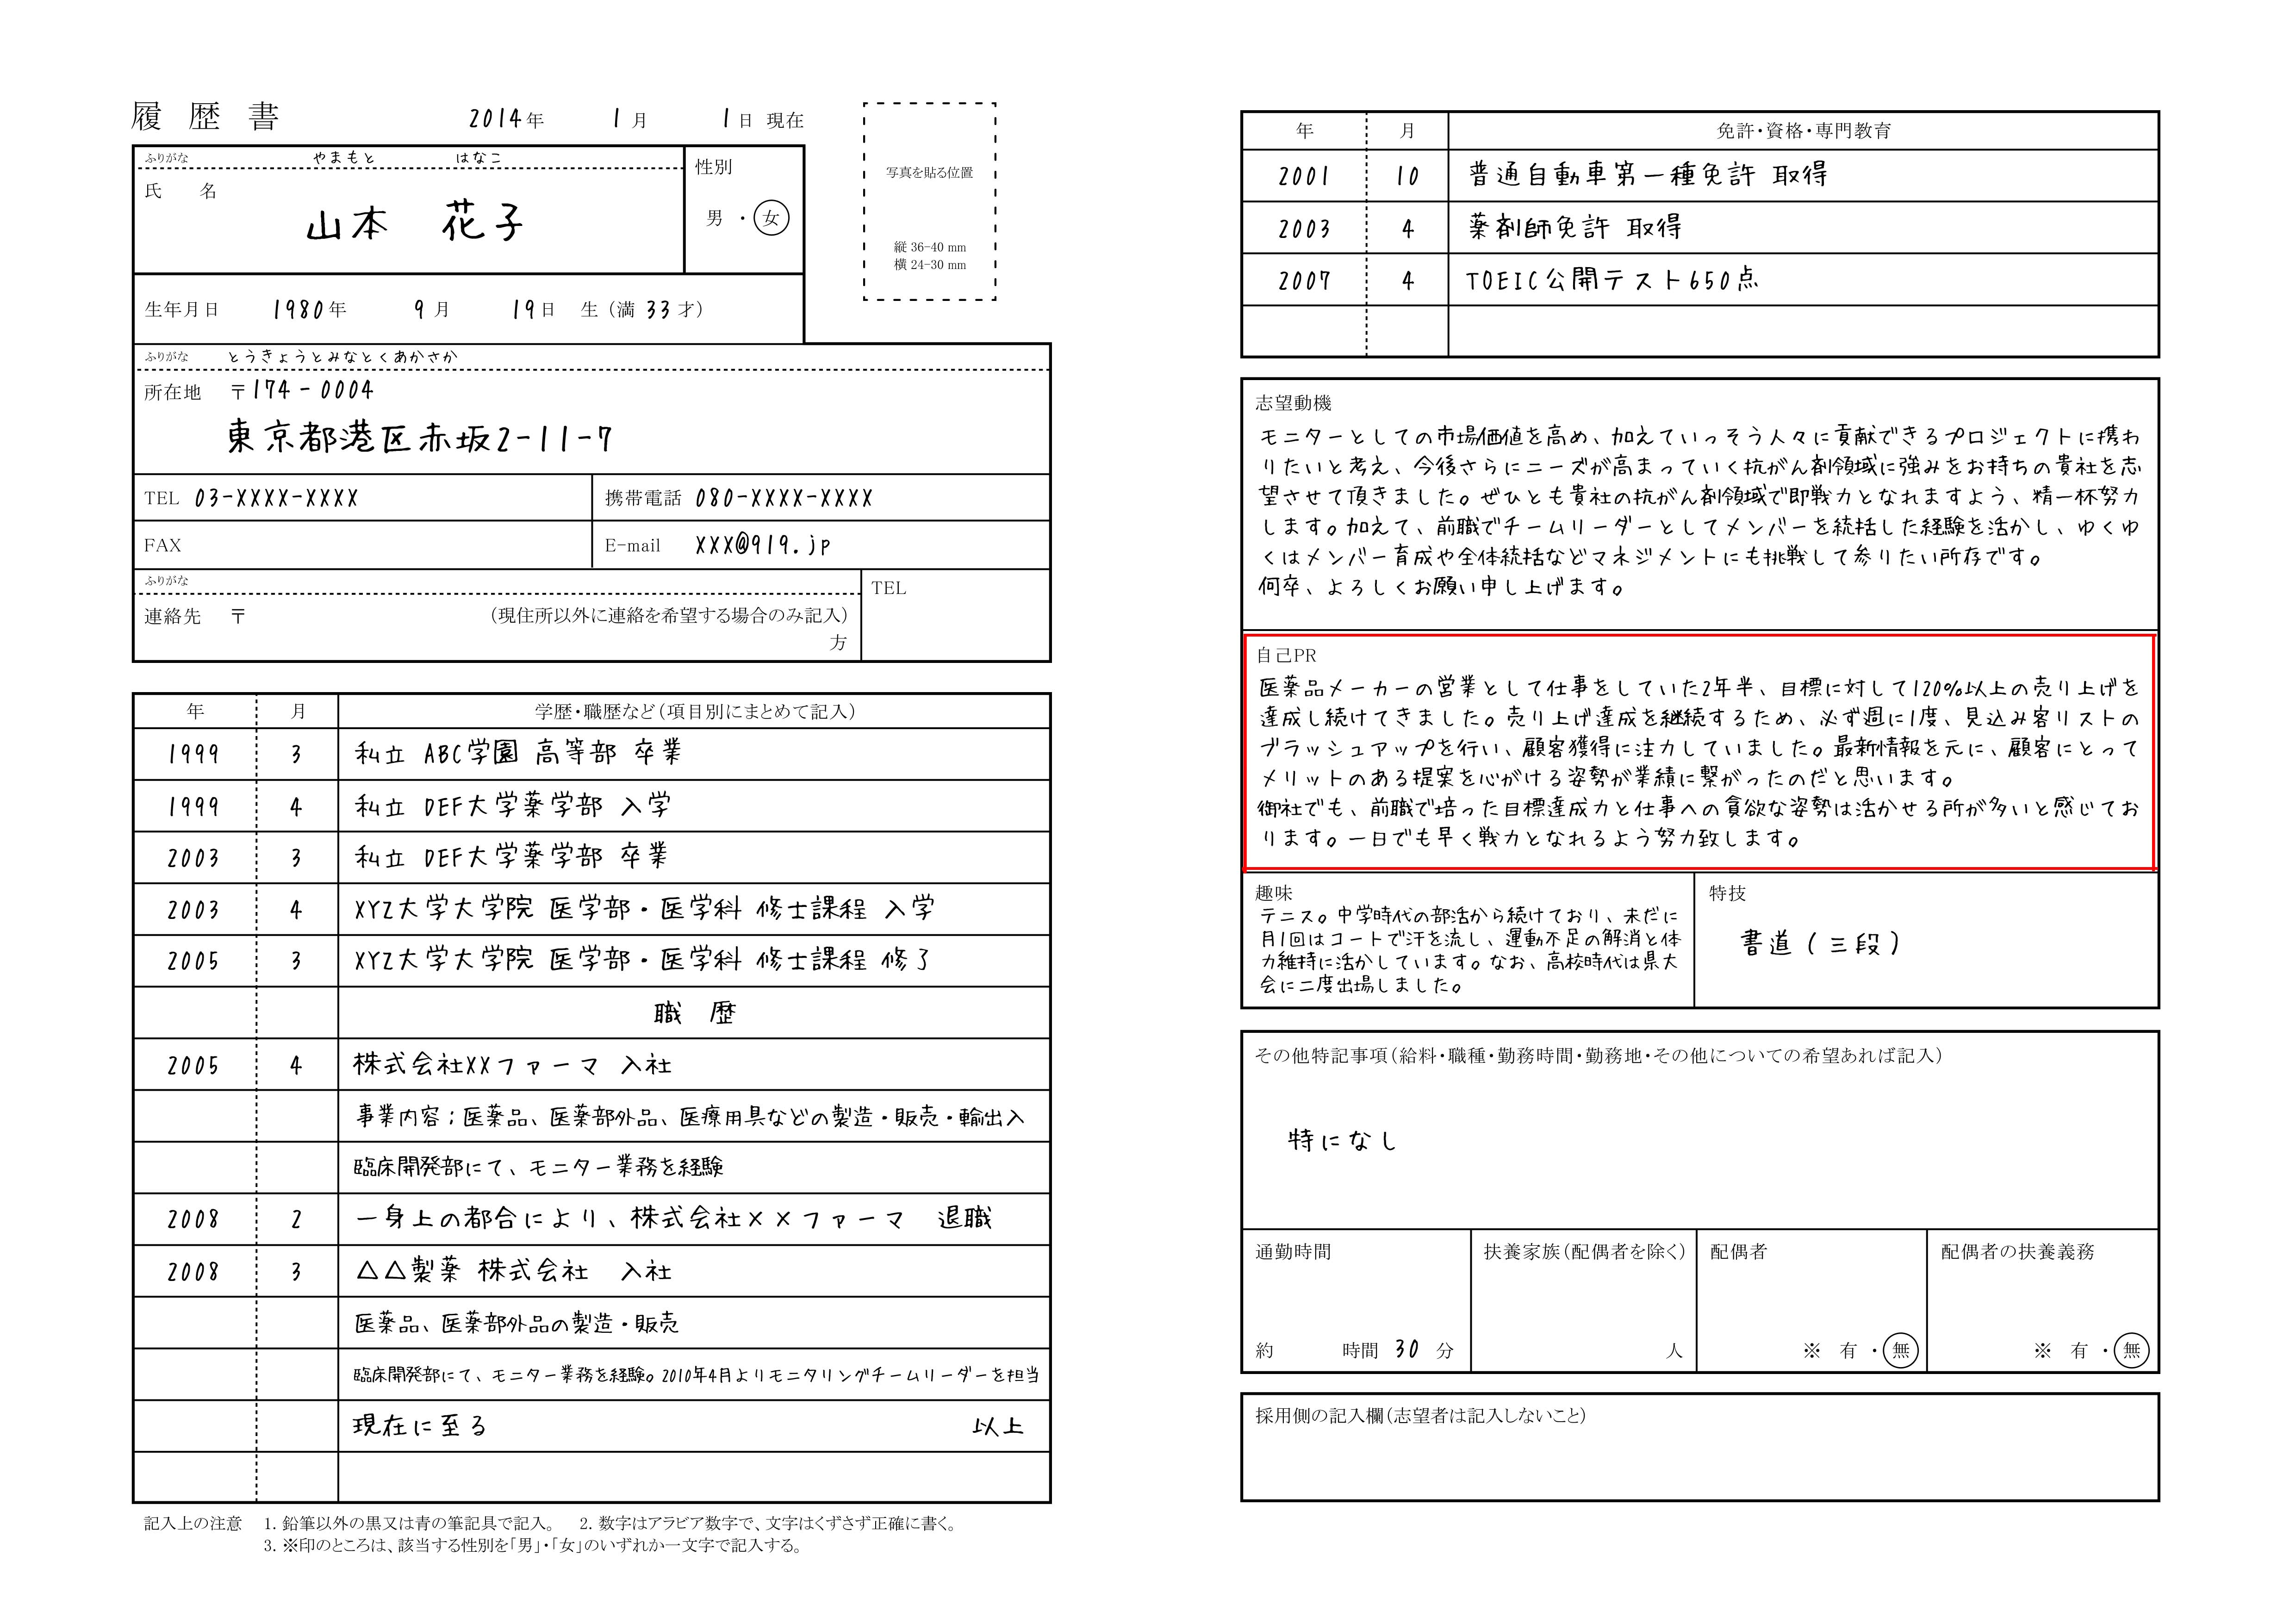 履歴書 2014年 1月 1日 現在
写真を貼る位置
縦 36-40 mm
横 24-30 mm
ふりがな やまもと はなこ
氏 名 山本 花子
性別
男 ・ 女
生年月日 1980年 9月 19日 生(満 33才)
ふりがな とうきょうとみなとくあかさか
所在地 〒174-0004
東京都港区赤坂2-11-7
TEL 03-XXXX-XXXX 携帯電話 080-XXXX-XXXX
FAX E-mail XXX@919.jp
ふりがな
連絡先 〒 (現住所以外に連絡を希望する場合のみ記入)
方
TEL
年 月 学歴・職歴など(項目別にまとめて記入)
1999 3 私立 ABC学園 高等部 卒業
1999 4 私立 DEF大学薬学部 入学
2003 3 私立 DEF大学薬学部 卒業
2003 4 XYZ大学大学院 医学部・医学科 修士課程 入学
2005 3 XYZ大学大学院 医学部・医学科 修士課程 修了
職 歴
2005 4 株式会社XXファーマ 入社
事業内容;医薬品、医薬部外品、医療用具などの製造・販売・輸出入
臨床開発部にて、モニター業務を経験
2008 2 一身上の都合により、株式会社××ファーマ 退職
2008 3 △△製薬 株式会社 入社
医薬品、医薬部外品の製造・販売
臨床開発部にて、モニター業務を経験。2010年4月よりモニタリングチームリーダーを担当
現在に至る 以上
記入上の注意 1. 鉛筆以外の黒又は青の筆記具で記入。 2. 数字はアラビア数字で、文字はくずさず正確に書く。
3. ※印のところは、該当する性別を「男」・「女」のいずれか一文字で記入する。
年 月 免許・資格・専門教育
2001 10 普通自動車第一種免許 取得
2003 4 薬剤師免許 取得
2007 4 TOEIC公開テスト650点
志望動機
モニターとしての市場価値を高め、加えていっそう人々に貢献できるプロジェクトに携わ
りたいと考え、今後さらにニーズが高まっていく抗がん剤領域に強みをお持ちの貴社を志
望させて頂きました。ぜひとも貴社の抗がん剤領域で即戦力となれますよう、精一杯努力
します。加えて、前職でチームリーダーとしてメンバーを統括した経験を活かし、ゆくゆ
くはメンバー育成や全体統括などマネジメントにも挑戦して参りたい所存です。
何卒、よろしくお願い申し上げます。
自己PR
医薬品メーカーの営業として仕事をしていた2年半、目標に対して120%以上の売り上げを
達成し続けてきました。売り上げ達成を継続するため、必ず週に1度、見込み客リストの
ブラッシュアップを行い、顧客獲得に注力していました。最新情報を元に、顧客にとって
メリットのある提案を心がける姿勢が業績に繋がったのだと思います。
御社でも、前職で培った目標達成力と仕事への貪欲な姿勢は活かせる所が多いと感じてお
ります。一日でも早く戦力となれるよう努力致します。
趣味
テニス。中学時代の部活から続けており、未だに
月1回はコートで汗を流し、運動不足の解消と体
力維持に活かしています。なお、高校時代は県大
会に二度出場しました。
特技
書道(三段)
その他特記事項(給料・職種・勤務時間・勤務地・その他についての希望あれば記入)
特になし
通勤時間 扶養家族(配偶者を除く) 配偶者 配偶者の扶養義務
約 時間 30 分 人 ※ 有 ・ 無 ※ 有 ・ 無
採用側の記入欄(志望者は記入しないこと)